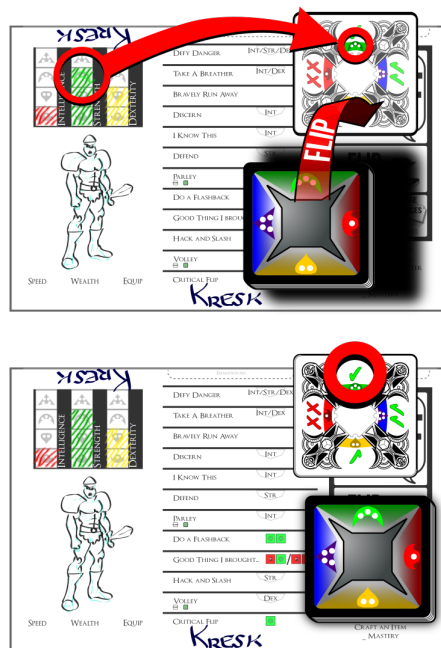 KRESK
INTELLIGENCE
STRENGTH
DEXTERITY
DEFY DANGER INT/STR/DEX
TAKE A BREATHER INT/DEX
BRAVELY RUN AWAY
DISCERN INT
I KNOW THIS INT
DEFEND
PARLEY
DO A FLASHBACK
GOOD THING I BROU
HACK AND SLASH
VOLLEY
CRITICAL FLIP
FLIP
SPEED WEALTH EQUIP
KRESK
KRESK
INTELLIGENCE
STRENGTH
DEXTERITY
DEFY DANGER INT/STR/DEX
TAKE A BREATHER INT/DEX
BRAVELY RUN AWAY
DISCERN INT
I KNOW THIS INT
DEFEND STR
PARLEY INT
DO A FLASHBACK
GOOD THING I BROUGHT...
HACK AND SLASH STR
VOLLEY DEX
CRITICAL FLIP
SPEED WEALTH EQUIP
KRESK
CRAFT AN ITEM
_ MASTERY